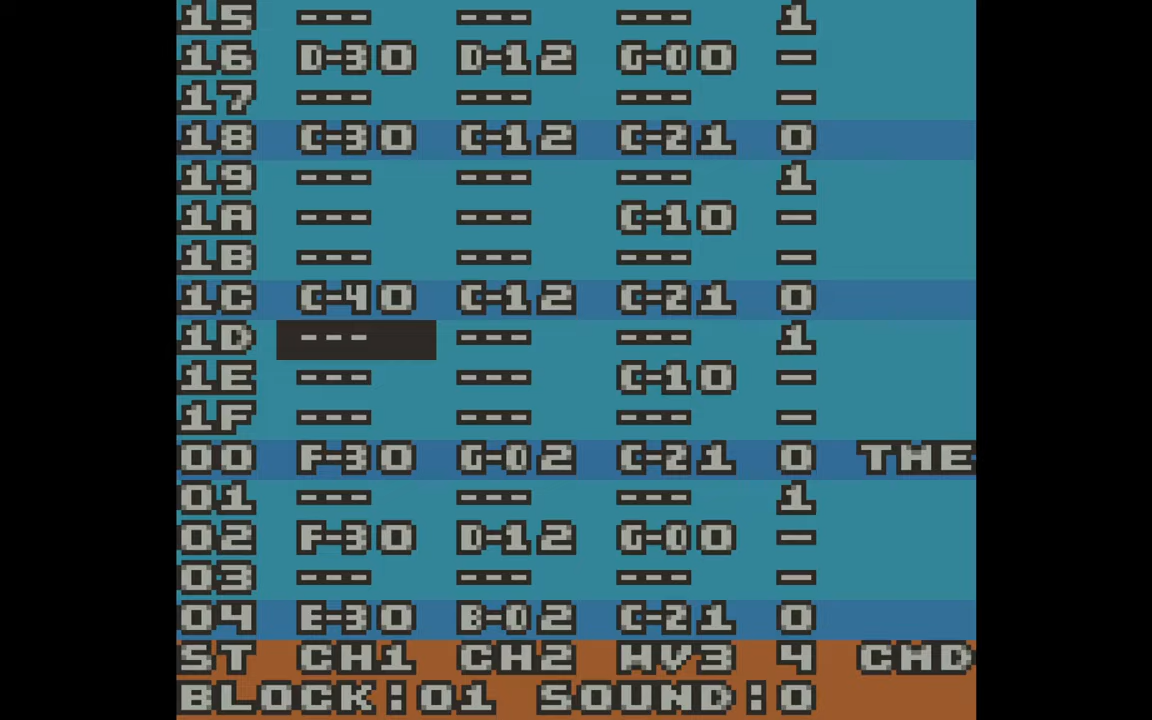 15 --- --- --- 1
16 D-30 D-12 G-00 -
17 --- --- --- -
18 C-30 C-12 C-21 0
19 --- --- --- 1
1A --- --- C-10 -
1B --- --- --- -
1C C-40 C-12 C-21 0
1D --- --- --- 1
1E --- --- C-10 -
1F --- --- --- -
00 F-30 G-02 C-21 0 THE
01 --- --- --- 1
02 F-30 D-12 G-00 -
03 --- --- --- -
04 E-30 B-02 C-21 0
ST CH1 CH2 WV3 4 CMD
BLOCK:01 SOUND:0